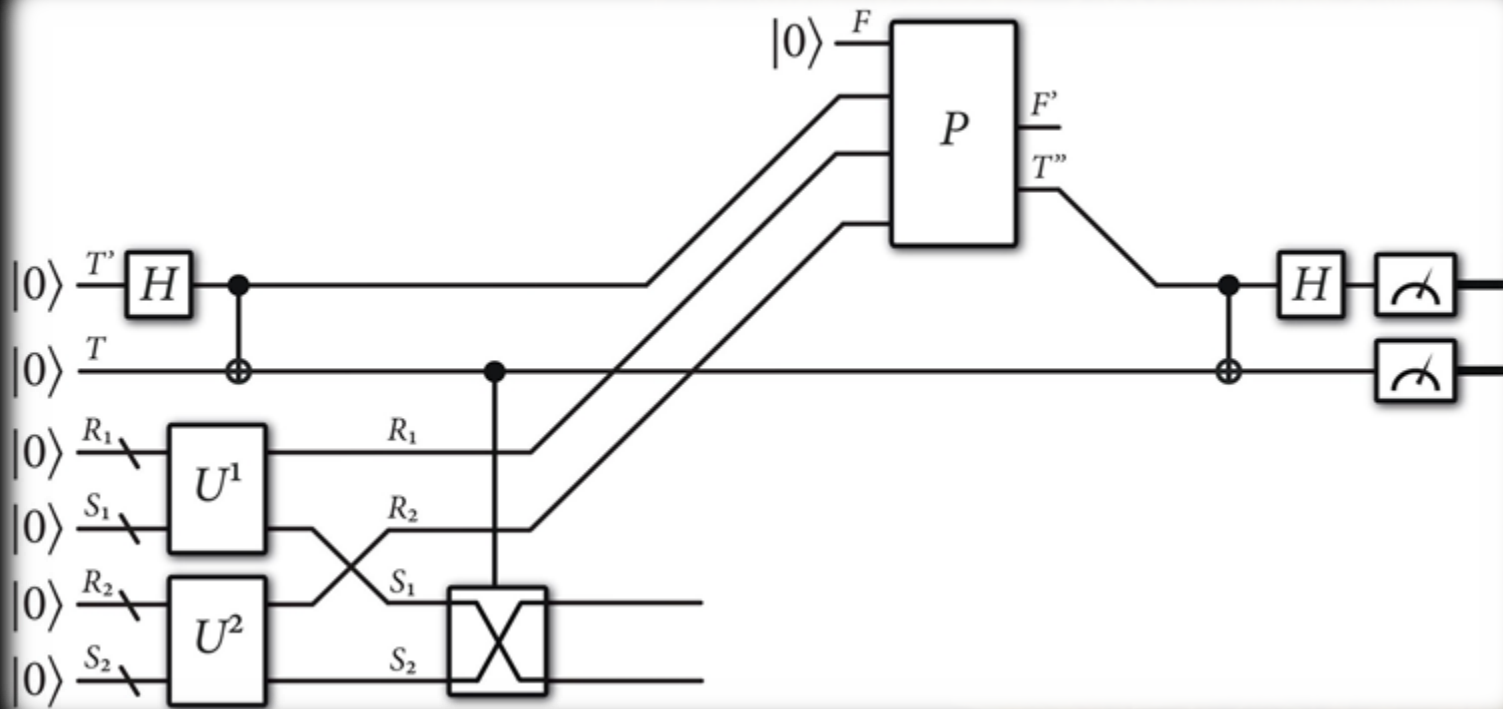 |0⟩ F
P
F’
T”
|0⟩ T’ H H
|0⟩ T
|0⟩ R₁ R₁
U¹
|0⟩ S₁ R₂
|0⟩ R₂ S₁
U²
|0⟩ S₂ S₂